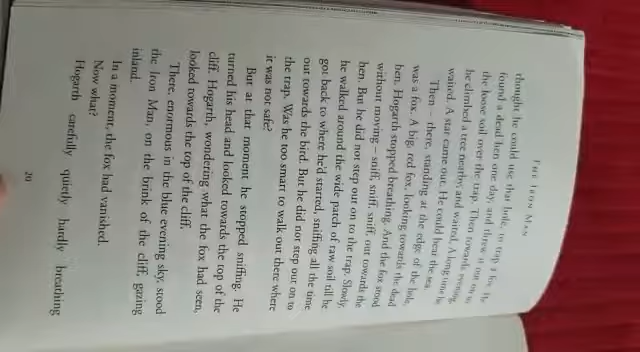 THE IRON MAN
thought he could use that hole, to trap a fox. He
found a dead hen one day, and threw it out on to
the loose soil over the trap. Then towards evening,
he climbed a tree nearby, and waited. A long time he
waited. A star came out. He could hear the sea.
Then – there, standing at the edge of the hole,
was a fox. A big, red fox, looking towards the dead
hen. Hogarth stopped breathing. And the fox stood
without moving – sniff, sniff, sniff, out towards the
hen. But he did not step out on to the trap. Slowly,
he walked around the wide patch of raw soil till he
got back to where he'd started, sniffing all the time
out towards the bird. But he did not step out on to
the trap. Was he too smart to walk out there where
it was not safe?
But at that moment he stopped sniffing. He
turned his head and looked towards the top of the
cliff. Hogarth, wondering what the fox had seen,
looked towards the top of the cliff.
There, enormous in the blue evening sky, stood
the Iron Man, on the brink of the cliff, gazing
inland.
In a moment, the fox had vanished.
Now what?
Hogarth carefully quietly hardly breathing
20